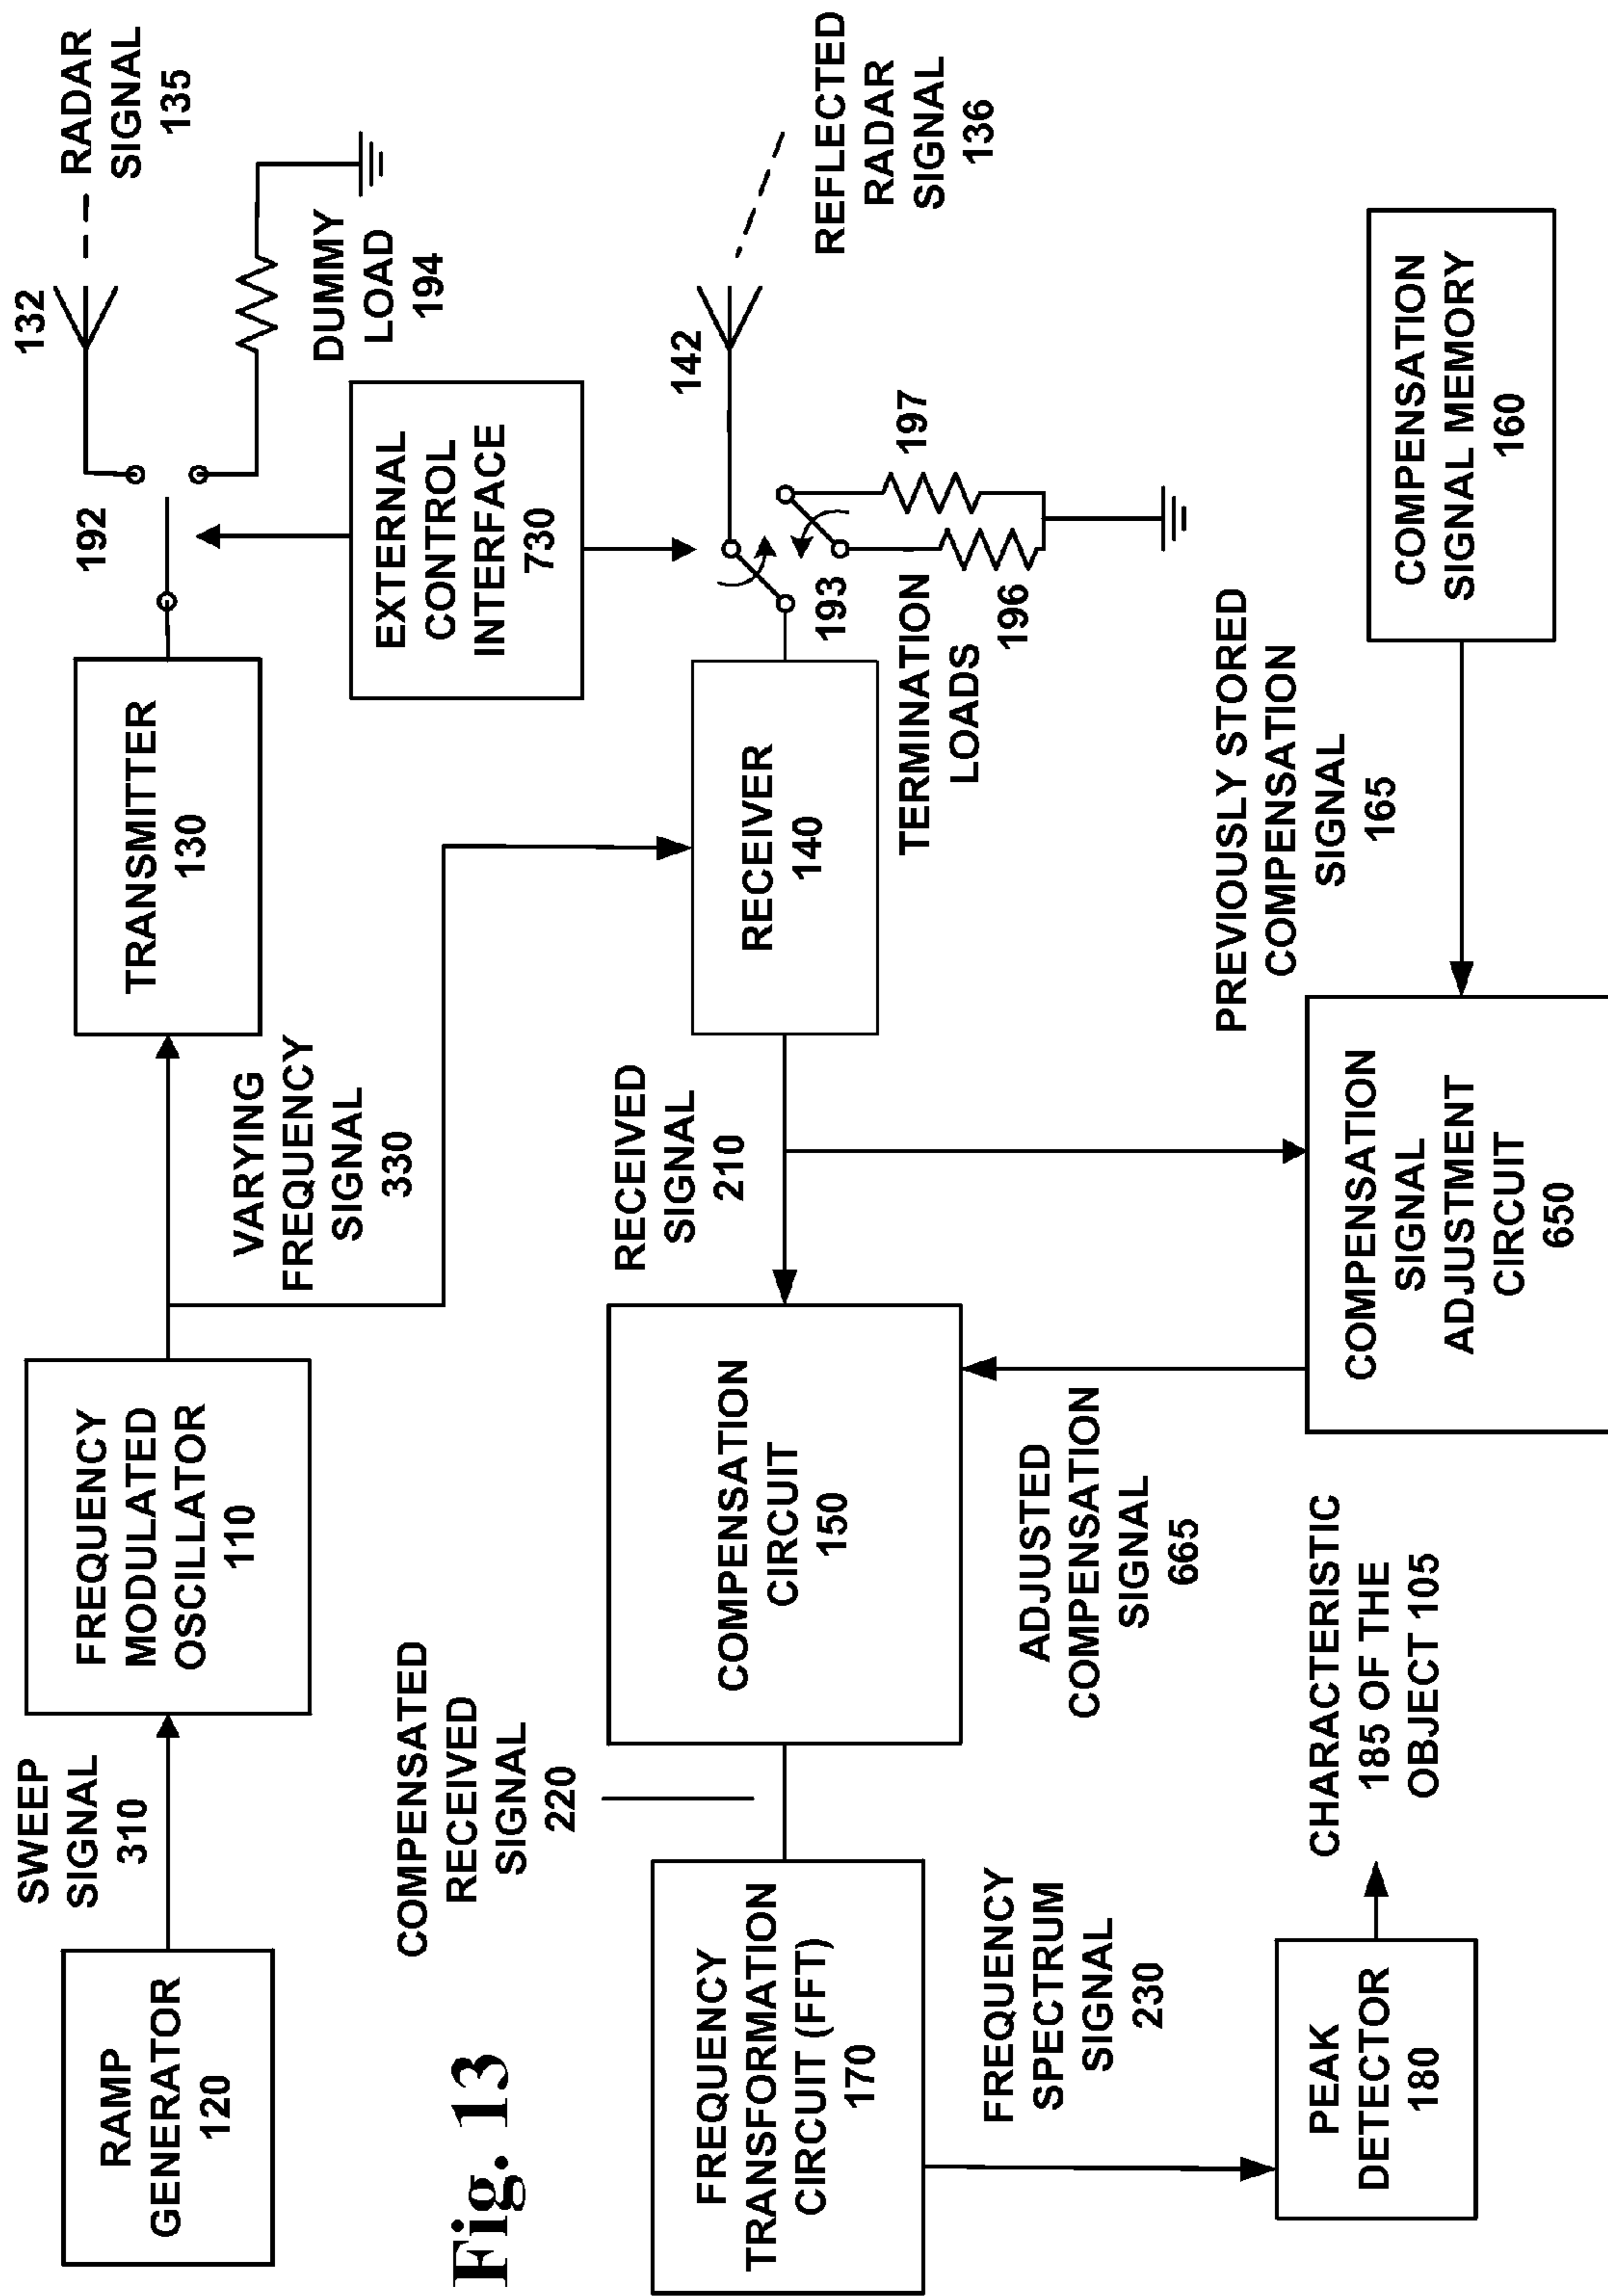 SWEEP
SIGNAL
310
RAMP
GENERATOR
120
FREQUENCY
MODULATED
OSCILLATOR
110
VARYING
FREQUENCY
SIGNAL
330
TRANSMITTER
130
192
132
RADAR
SIGNAL
135
DUMMY
LOAD
194
EXTERNAL
CONTROL
INTERFACE
730
142
REFLECTED
RADAR
SIGNAL
136
193
197
196
TERMINATION
LOADS
RECEIVER
140
RECEIVED
SIGNAL
210
COMPENSATION
CIRCUIT
150
COMPENSATED
RECEIVED
SIGNAL
220
FREQUENCY
TRANSFORMATION
CIRCUIT (FFT)
170
FREQUENCY
SPECTRUM
SIGNAL
230
PEAK
DETECTOR
180
CHARACTERISTIC
185 OF THE
OBJECT 105
ADJUSTED
COMPENSATION
SIGNAL
665
COMPENSATION
SIGNAL
ADJUSTMENT
CIRCUIT
650
PREVIOUSLY STORED
COMPENSATION
SIGNAL
165
COMPENSATION
SIGNAL MEMORY
160
Fig. 13